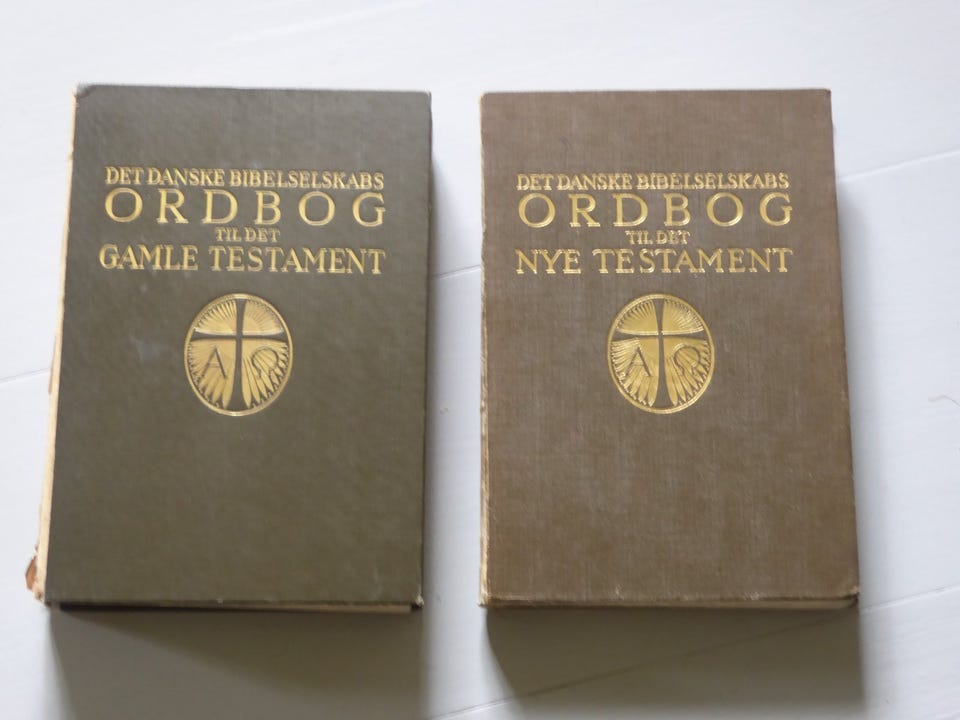 DET DANSKE BIBELSELSKABS
ORDBOG
TIL DET
GAMLE TESTAMENT
A Ω
DET DANSKE BIBELSELSKABS
ORDBOG
TIL DET
NYE TESTAMENT
A Ω